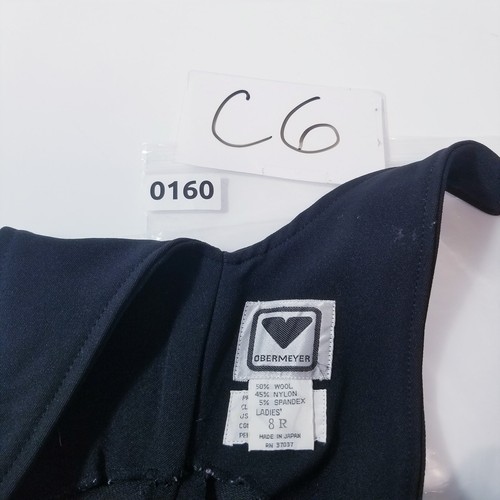 C6
0160
OBERMEYER
50% WOOL
45% NYLON
5% SPANDEX
LADIES'
8 R
MADE IN JAPAN